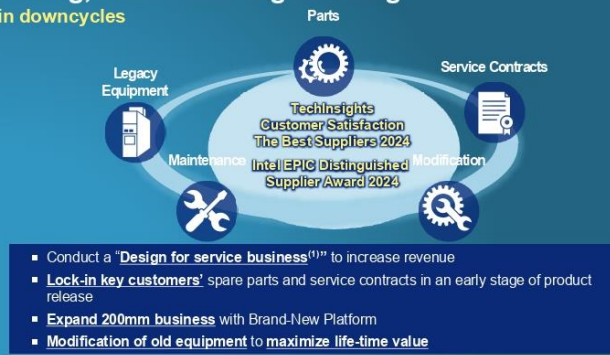 in downcycles
Parts
Legacy
Equipment
Service Contracts
TechInsights
Customer Satisfaction
The Best Suppliers 2024
Intel EPIC Distinguished
Supplier Award 2024
Maintenance
Modification
▪ Conduct a “Design for service business(1)” to increase revenue
▪ Lock-in key customers’ spare parts and service contracts in an early stage of product
release
▪ Expand 200mm business with Brand-New Platform
▪ Modification of old equipment to maximize life-time value